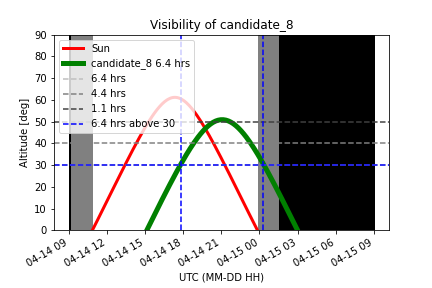 Visibility of candidate_8
90
80
70
60
50
40
30
20
10
0
Altitude [deg]
Sun
candidate_8 6.4 hrs
6.4 hrs
4.4 hrs
1.1 hrs
6.4 hrs above 30
04-14 09
04-14 12
04-14 15
04-14 18
04-14 21
04-15 00
04-15 03
04-15 06
04-15 09
UTC (MM-DD HH)